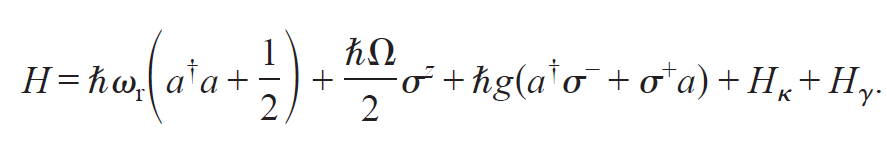 H = ℏω_r(a†a + 1/2) + ℏΩ/2 σ^z + ℏg(a†σ^- + σ^+a) + H_κ + H_γ.